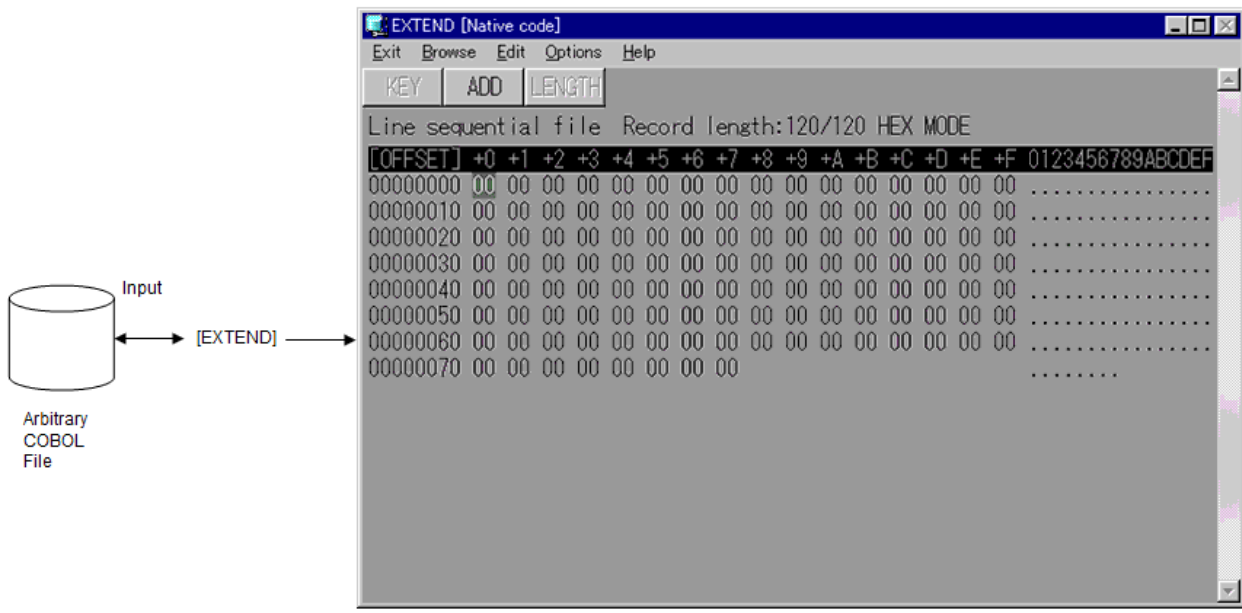 EXTEND [Native code]
Exit Browse Edit Options Help
KEY ADD LENGTH
Line sequential file Record length:120/120 HEX MODE
[OFFSET] +0 +1 +2 +3 +4 +5 +6 +7 +8 +9 +A +B +C +D +E +F 0123456789ABCDEF
00000000 00 00 00 00 00 00 00 00 00 00 00 00 00 00 00 00 ................
00000010 00 00 00 00 00 00 00 00 00 00 00 00 00 00 00 00 ................
00000020 00 00 00 00 00 00 00 00 00 00 00 00 00 00 00 00 ................
00000030 00 00 00 00 00 00 00 00 00 00 00 00 00 00 00 00 ................
00000040 00 00 00 00 00 00 00 00 00 00 00 00 00 00 00 00 ................
00000050 00 00 00 00 00 00 00 00 00 00 00 00 00 00 00 00 ................
00000060 00 00 00 00 00 00 00 00 00 00 00 00 00 00 00 00 ................
00000070 00 00 00 00 00 00 00 00 ........
Input
[EXTEND]
Arbitrary
COBOL
File